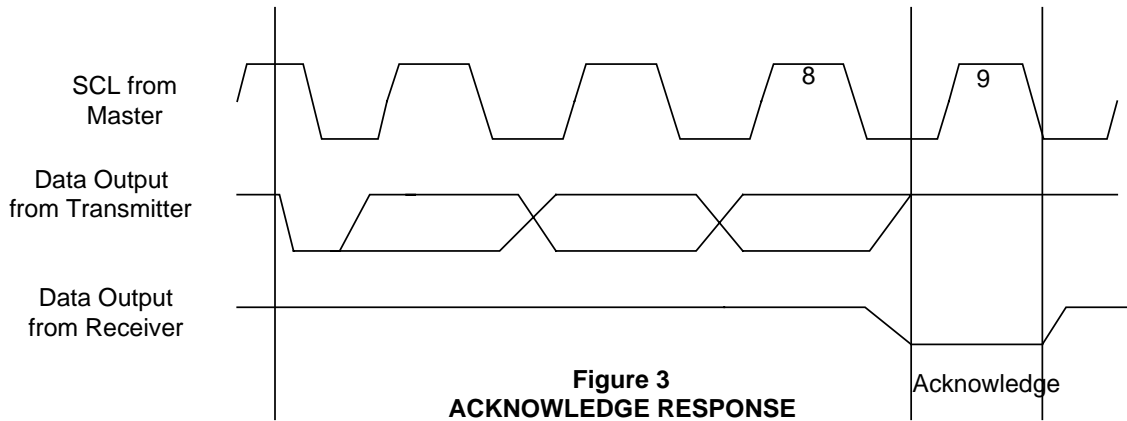 SCL from
Master
8
9
Data Output
from Transmitter
Data Output
from Receiver
Acknowledge
Figure 3
ACKNOWLEDGE RESPONSE